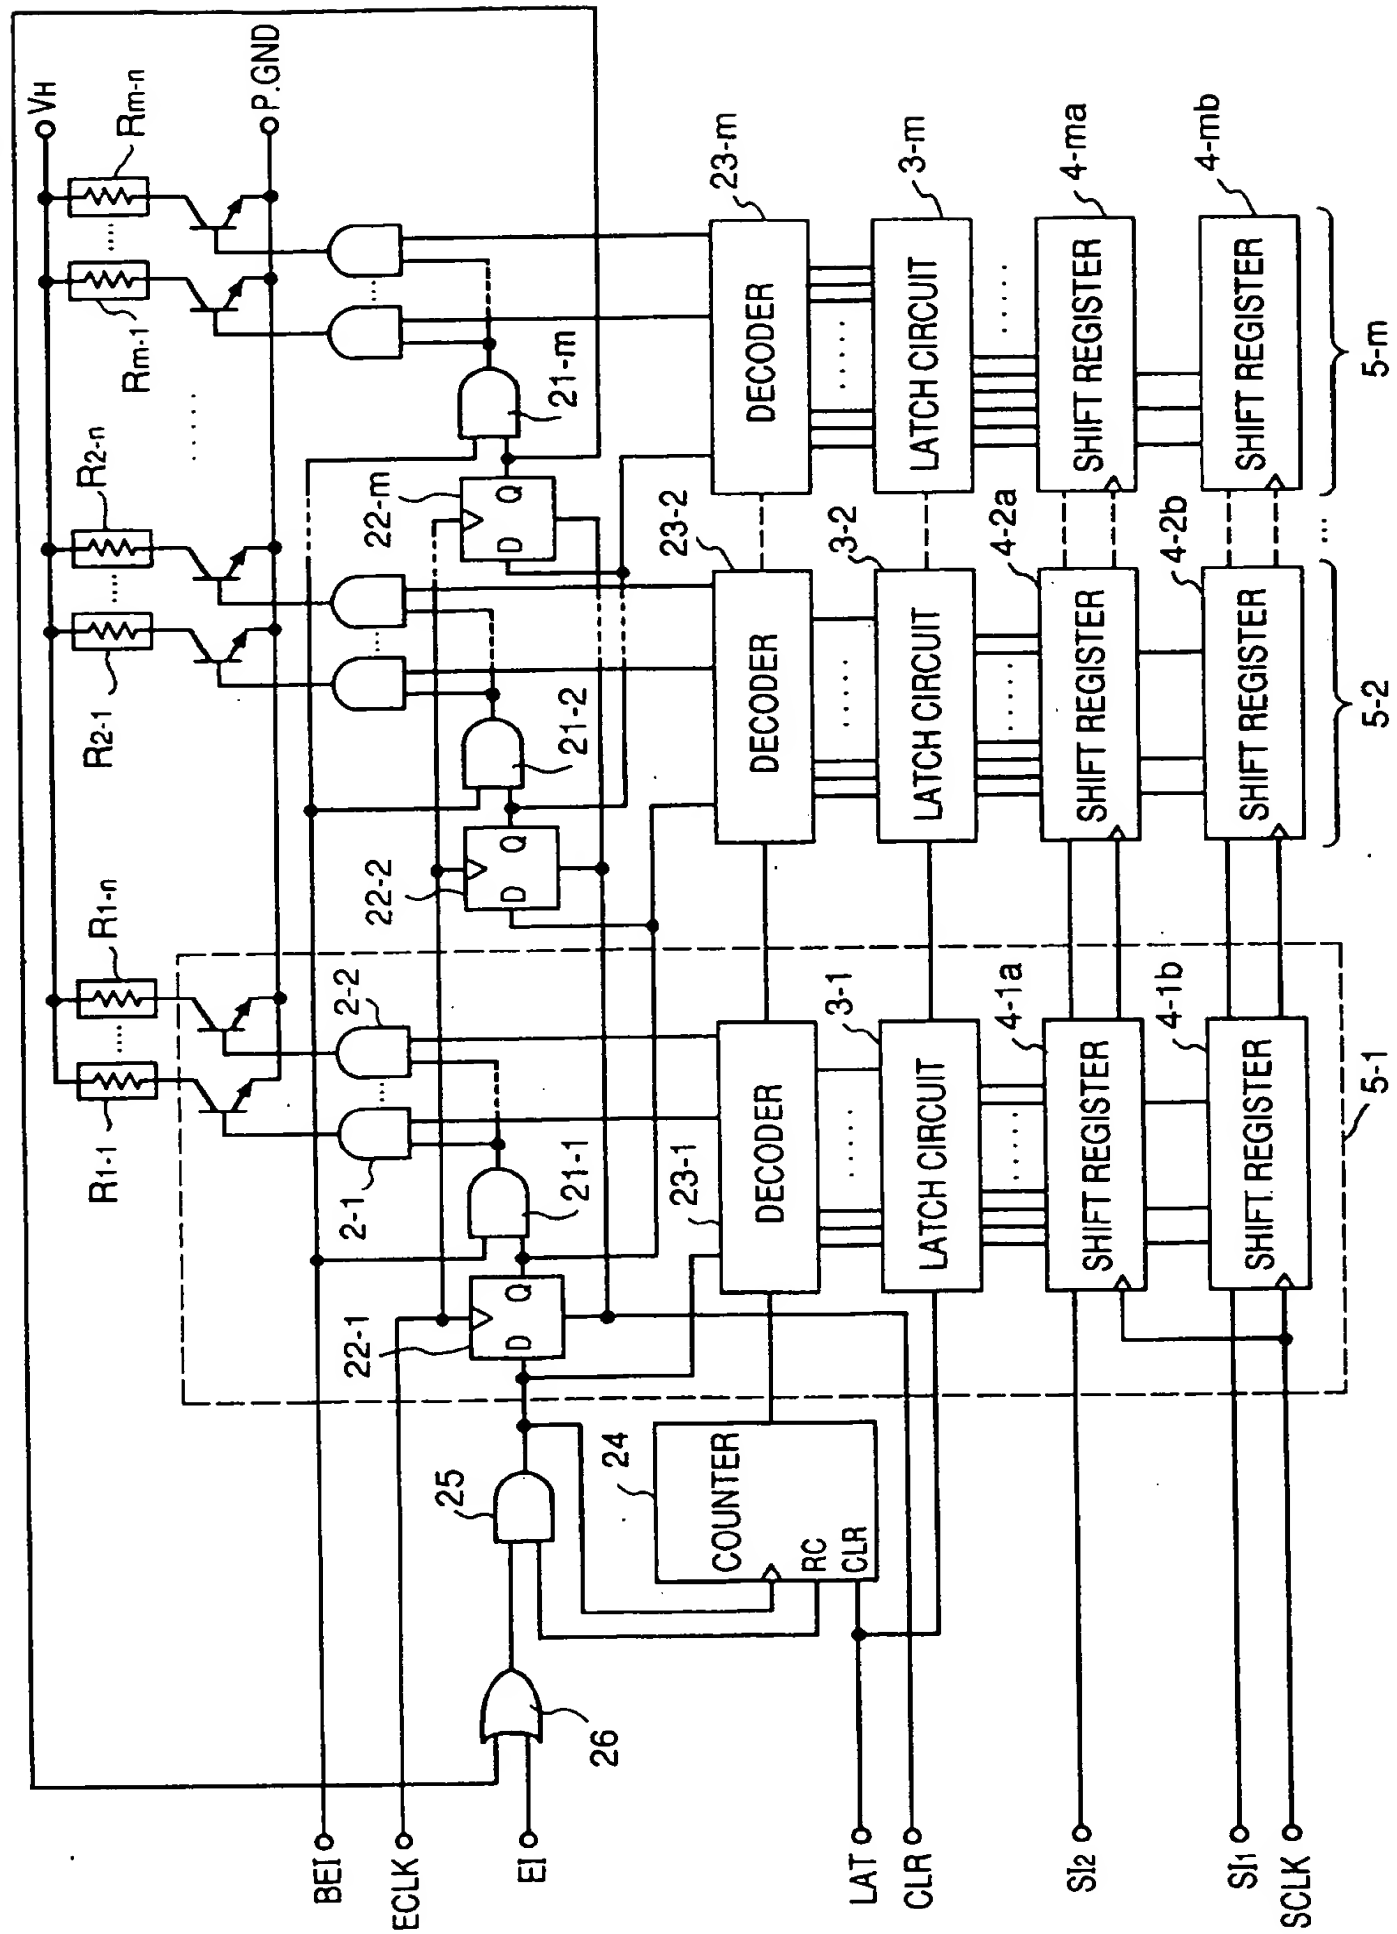 VH
P.GND
R1-1
R1-n
R2-1
R2-n
Rm-1
Rm-n
2-1
2-2
BEI
ECLK
EI
26
25
22-1
D
Q
21-1
22-2
D
Q
21-2
22-m
D
Q
21-m
24
COUNTER
RC
CLR
23-1
DECODER
23-2
DECODER
23-m
DECODER
LAT
CLR
3-1
LATCH CIRCUIT
3-2
LATCH CIRCUIT
3-m
LATCH CIRCUIT
SI2
4-1a
SHIFT REGISTER
4-2a
SHIFT REGISTER
4-ma
SHIFT REGISTER
SI1
SCLK
4-1b
SHIFT REGISTER
4-2b
SHIFT REGISTER
4-mb
SHIFT REGISTER
5-1
5-2
5-m